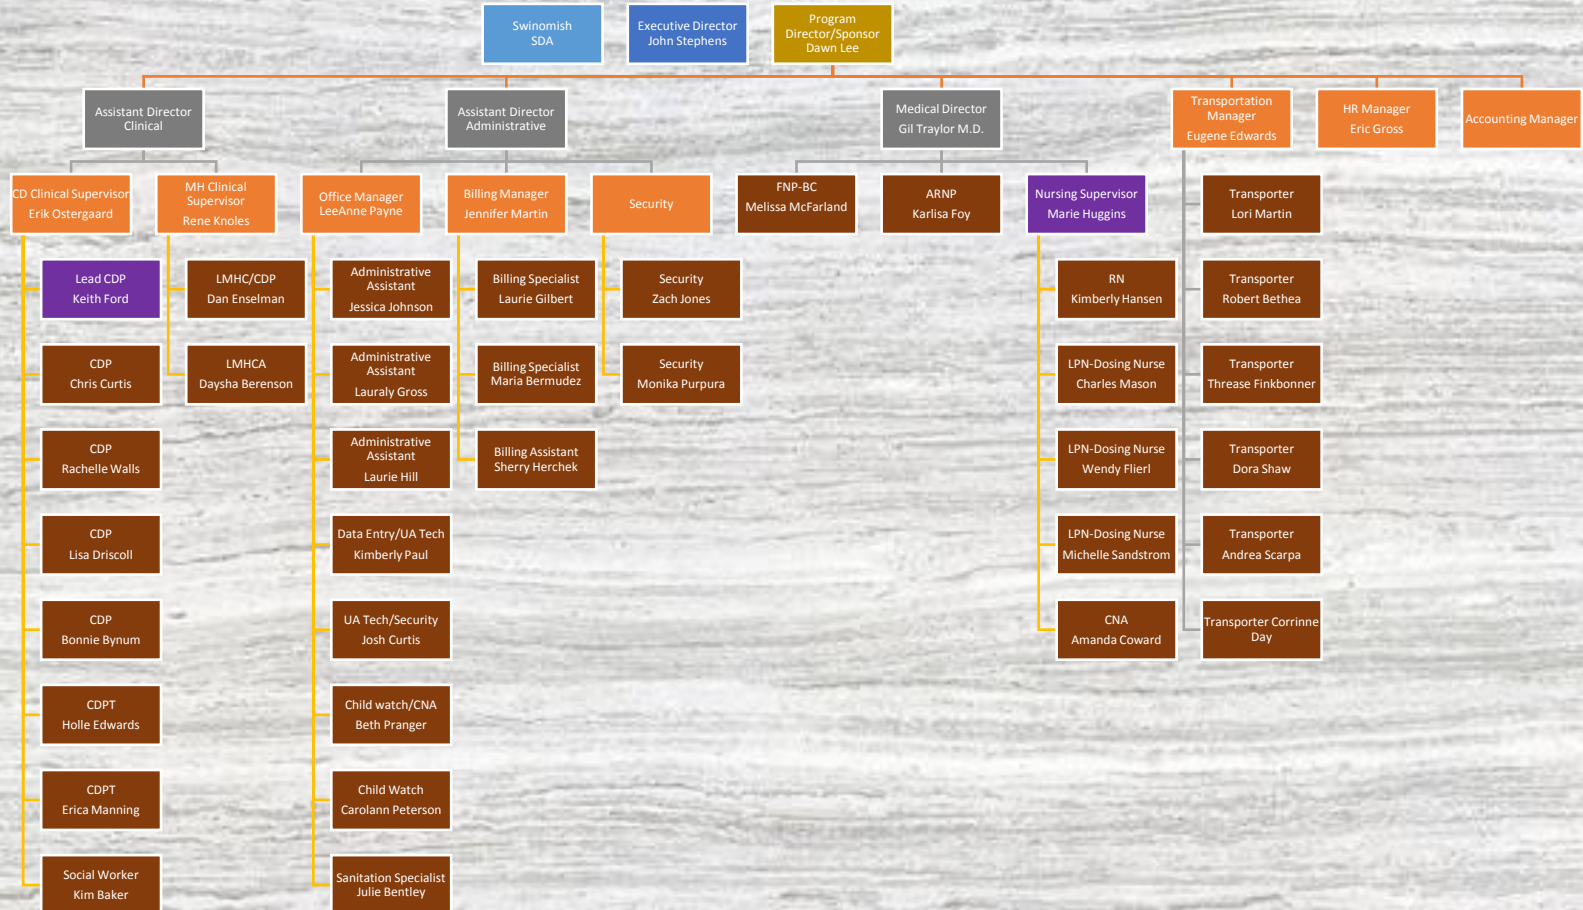 Swinomish
SDA
Executive Director
John Stephens
Program
Director/Sponsor
Dawn Lee
Assistant Director
Clinical
Assistant Director
Administrative
Medical Director
Gil Traylor M.D.
Transportation
Manager
Eugene Edwards
HR Manager
Eric Gross
Accounting Manager
CD Clinical Supervisor
Erik Ostergaard
MH Clinical
Supervisor
Rene Knoles
Office Manager
LeeAnne Payne
Billing Manager
Jennifer Martin
Security
FNP-BC
Melissa McFarland
ARNP
Karlisa Foy
Nursing Supervisor
Marie Huggins
Transporter
Lori Martin
Lead CDP
Keith Ford
LMHC/CDP
Dan Enselman
Administrative
Assistant
Jessica Johnson
Billing Specialist
Laurie Gilbert
Security
Zach Jones
RN
Kimberly Hansen
Transporter
Robert Bethea
CDP
Chris Curtis
LMHCA
Daysha Berenson
Administrative
Assistant
Lauraly Gross
Billing Specialist
Maria Bermudez
Security
Monika Purpura
LPN-Dosing Nurse
Charles Mason
Transporter
Threase Finkbonner
CDP
Rachelle Walls
Administrative
Assistant
Laurie Hill
Billing Assistant
Sherry Herchek
LPN-Dosing Nurse
Wendy Flierl
Transporter
Dora Shaw
CDP
Lisa Driscoll
Data Entry/UA Tech
Kimberly Paul
LPN-Dosing Nurse
Michelle Sandstrom
Transporter
Andrea Scarpa
CDP
Bonnie Bynum
UA Tech/Security
Josh Curtis
CNA
Amanda Coward
Transporter Corrinne
Day
CDPT
Holle Edwards
Child watch/CNA
Beth Pranger
CDPT
Erica Manning
Child Watch
Carolann Peterson
Social Worker
Kim Baker
Sanitation Specialist
Julie Bentley